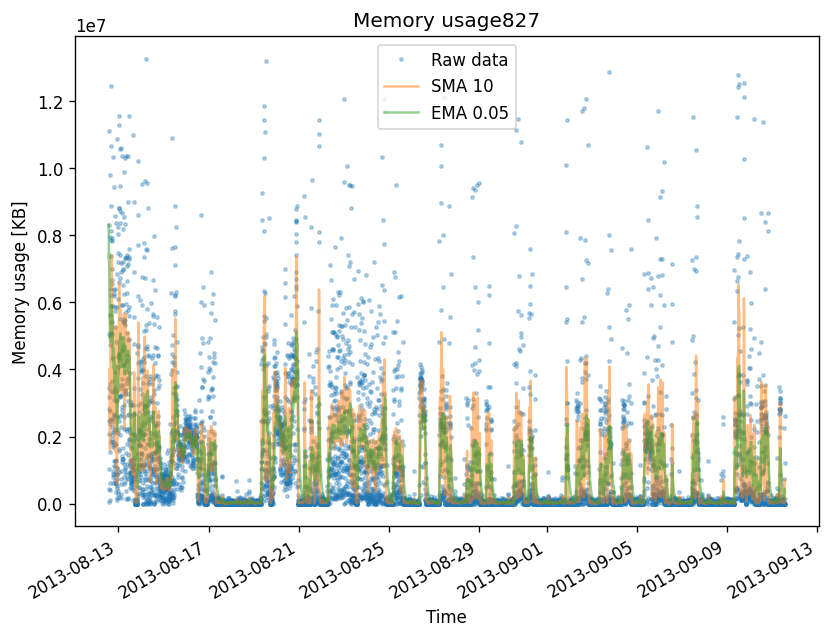 Memory usage827
1e7
Raw data
SMA 10
EMA 0.05
1.2
1.0
0.8
0.6
0.4
0.2
0.0
Memory usage [KB]
2013-08-13
2013-08-17
2013-08-21
2013-08-25
2013-08-29
2013-09-01
2013-09-05
2013-09-09
2013-09-13
Time